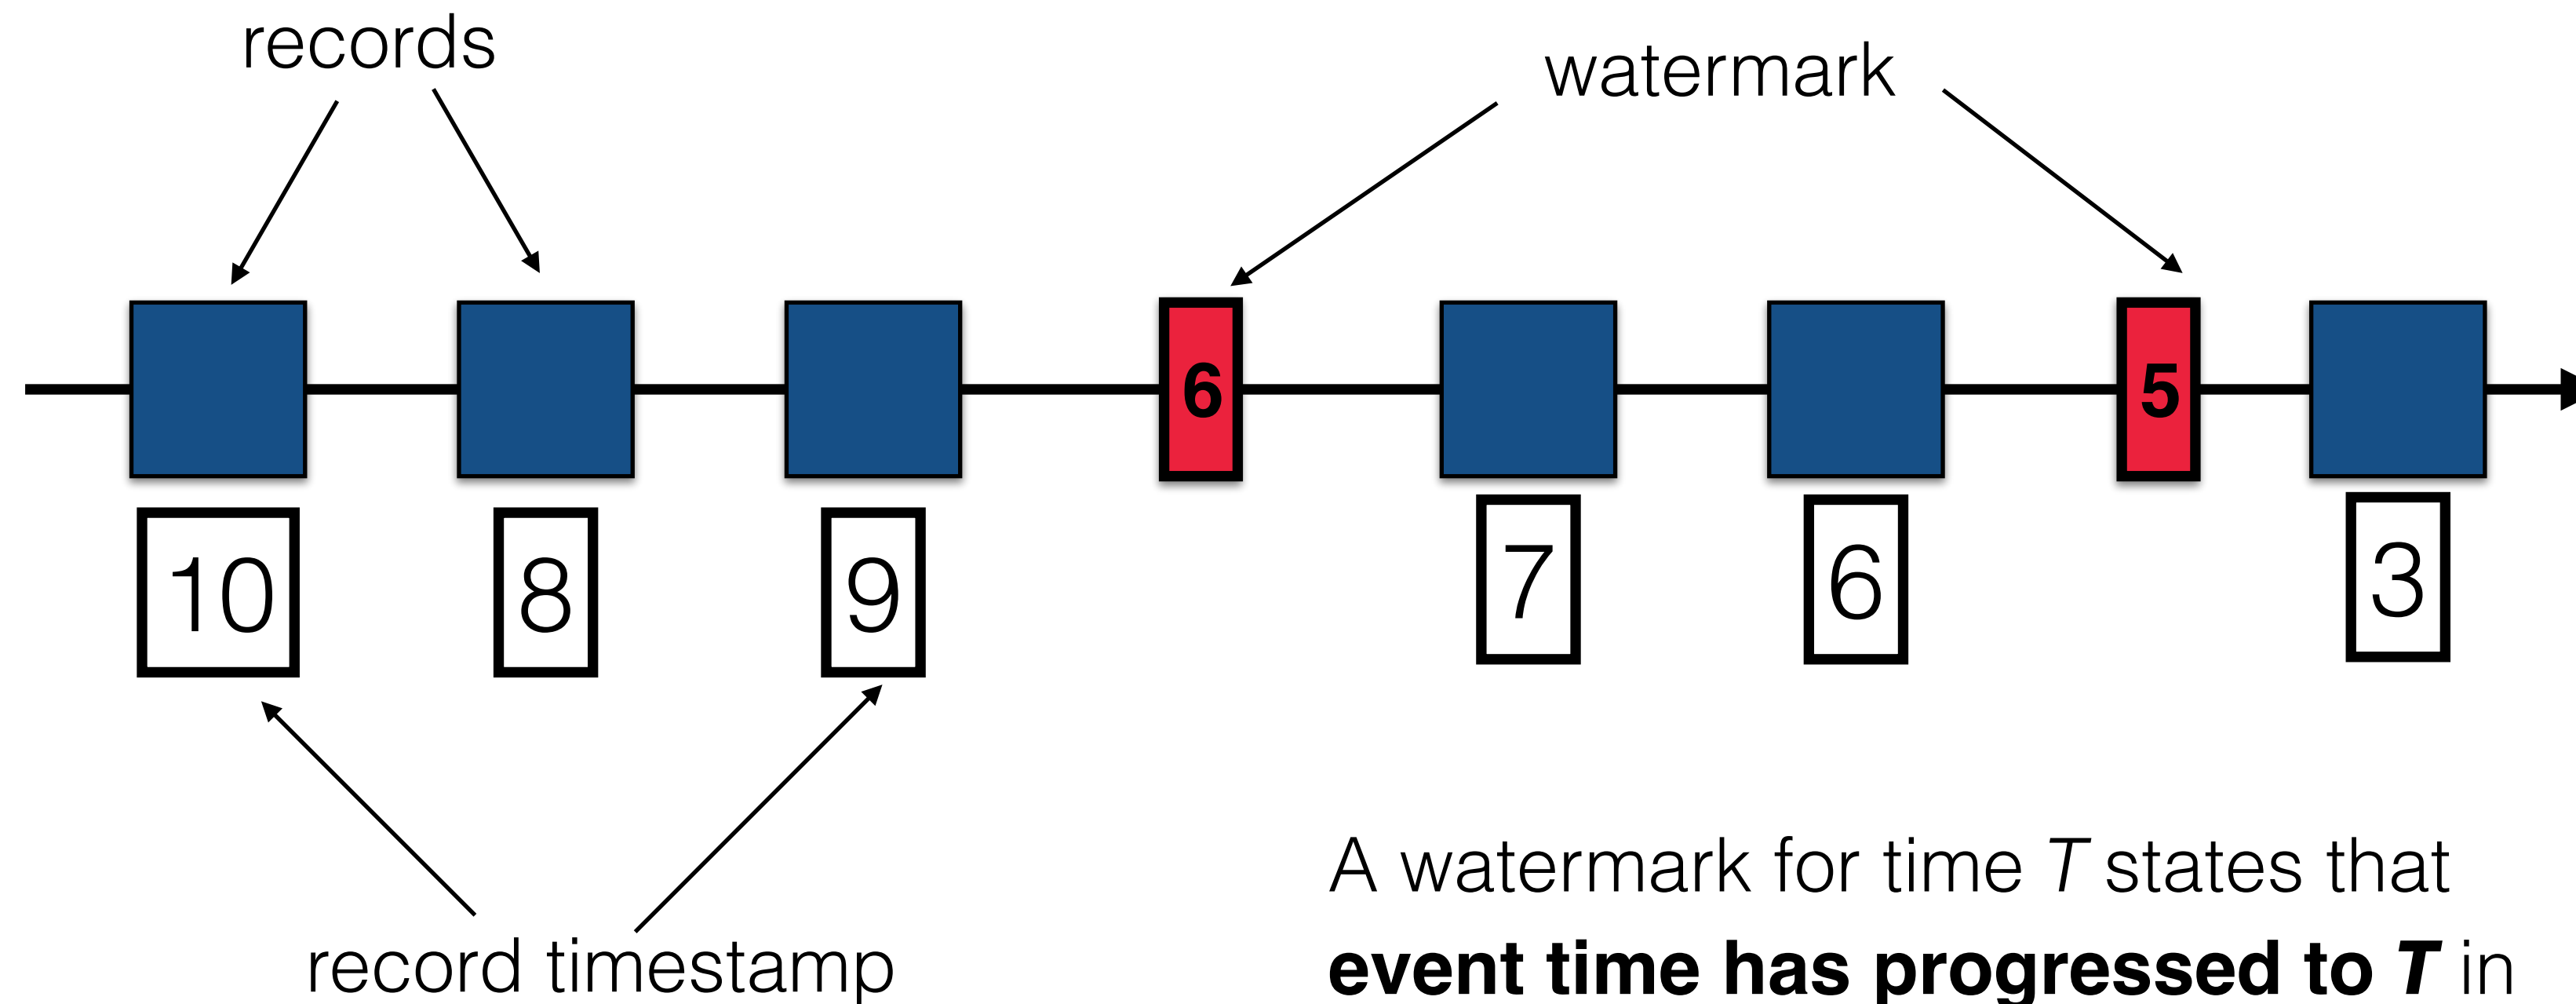 records
watermark
6
5
10
8
9
7
6
3
record timestamp
A watermark for time T states that
event time has progressed to T in